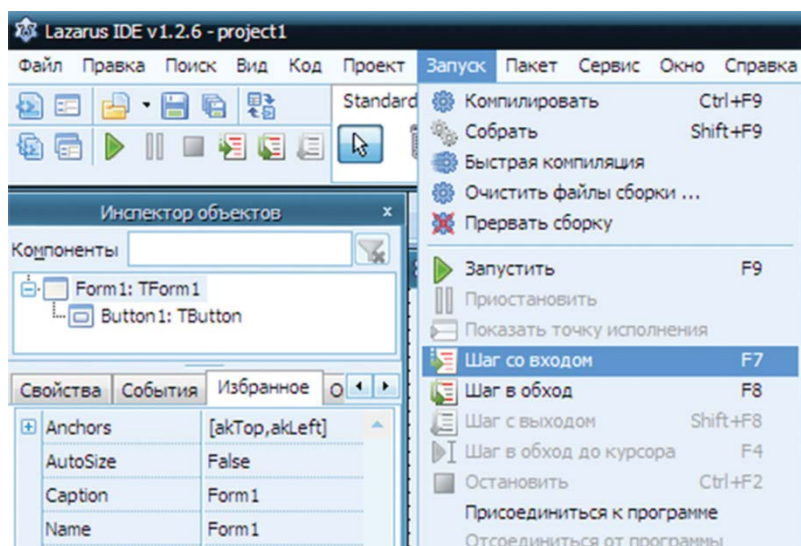 Lazarus IDE v1.2.6 - project1
Файл Правка Поиск Вид Код Проект Запуск Пакет Сервис Окно Справка
Standard
Компилировать Ctrl+F9
Собрать Shift+F9
Быстрая компиляция
Очистить файлы сборки ...
Прервать сборку
Запустить F9
Приостановить
Показать точку исполнения
Шаг со входом F7
Шаг в обход F8
Шаг с выходом Shift+F8
Шаг в обход до курсора F4
Остановить Ctrl+F2
Присоединиться к программе
Отсоединиться от программы
Инспектор объектов x
Компоненты
Form1: TForm1
Button1: TButton
Свойства События Избранное О
Anchors [akTop,akLeft]
AutoSize False
Caption Form1
Name Form1